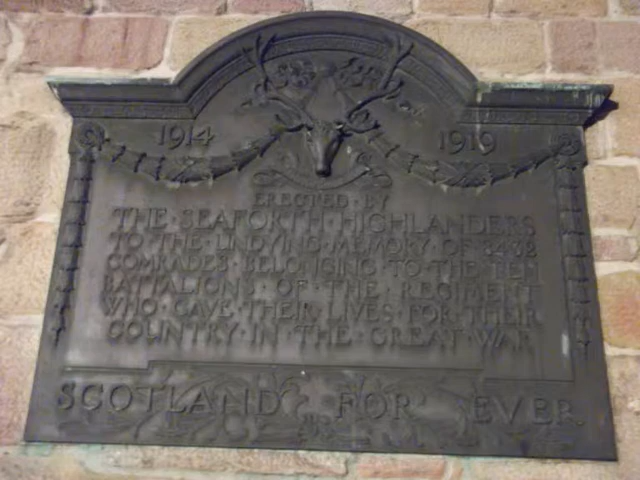 1914 1919
ERECTED·BY
THE·SEAFORTH·HIGHLANDERS
TO·THE·UNDYING·MEMORY·OF·8432
COMRADES·BELONGING·TO·THE·TEN
BATTALIONS·OF·THE·REGIMENT
WHO·GAVE·THEIR·LIVES·FOR·THEIR
COUNTRY·IN·THE·GREAT·WAR
SCOTLAND FOR EVER